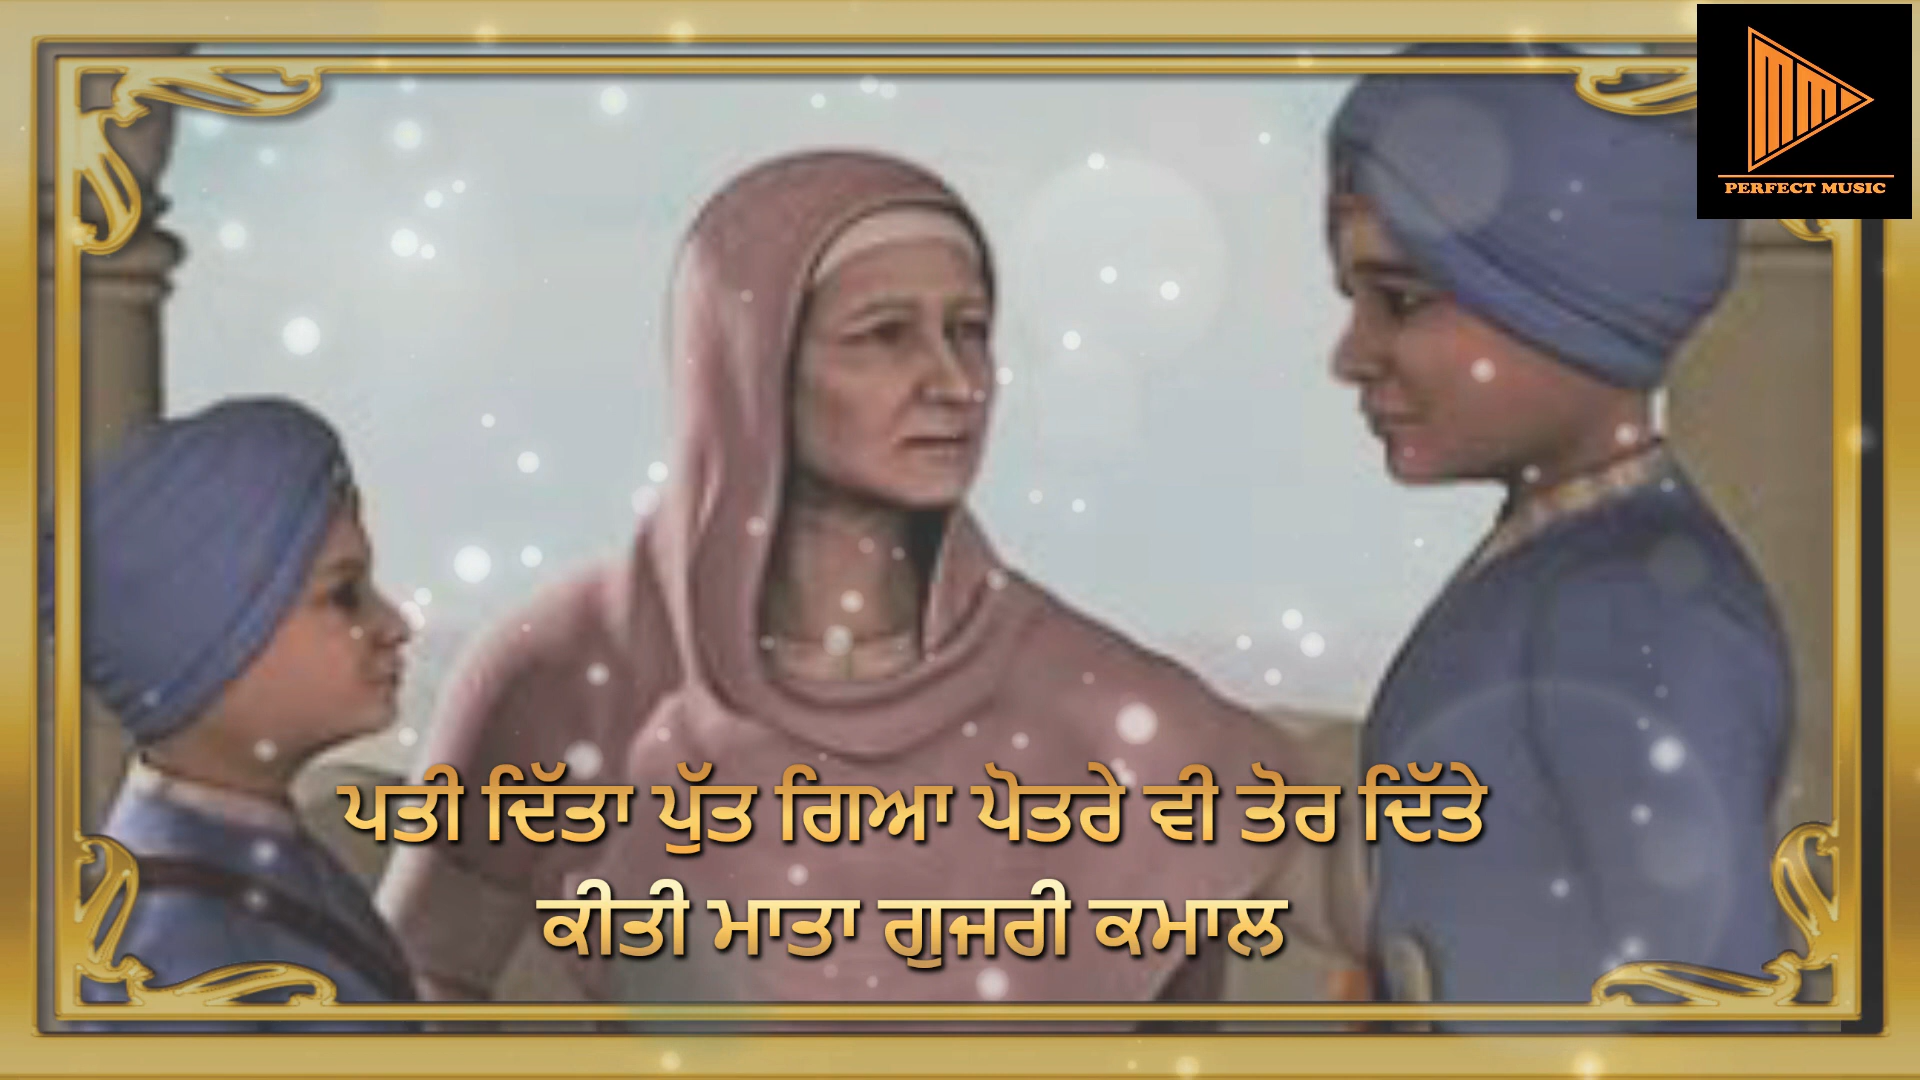 PERFECT MUSIC
ਪਤੀ ਦਿੱਤਾ ਪੁੱਤ ਗਿਆ ਪੋਤਰੇ ਵੀ ਤੋਰ ਦਿੱਤੇ
ਕੀਤੀ ਮਾਤਾ ਗੁਜਰੀ ਕਮਾਲ